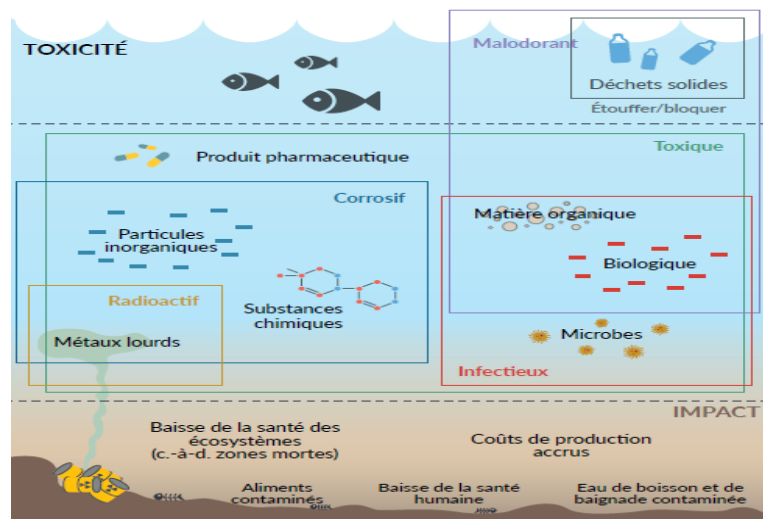 TOXICITÉ
Malodorant
Déchets solides
Étouffer/bloquer
Toxique
Produit pharmaceutique
Corrosif
Matière organique
Particules
inorganiques
Biologique
Radioactif
Substances
chimiques
Métaux lourds
Microbes
Infectieux
IMPACT
Baisse de la santé des
écosystèmes
(c.-à-d. zones mortes)
Coûts de production
accrus
Aliments
contaminés
Baisse de la santé
humaine
Eau de boisson et de
baignade contaminée